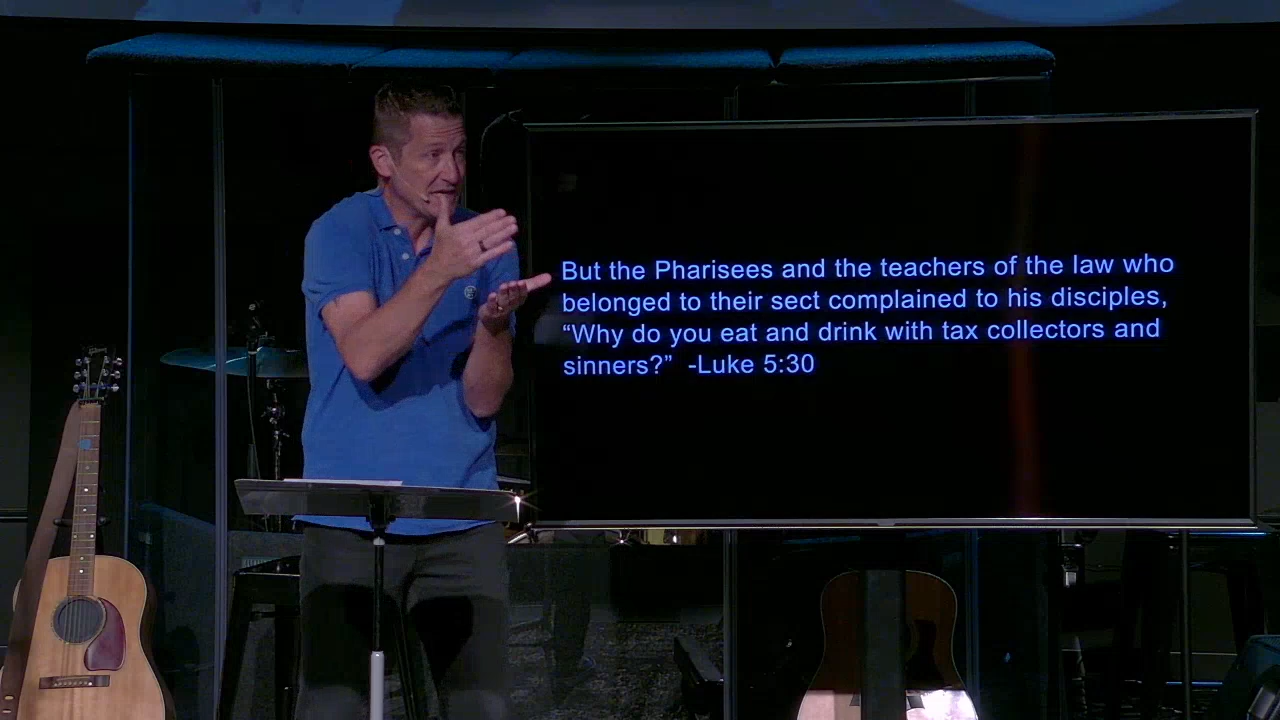 But the Pharisees and the teachers of the law who
belonged to their sect complained to his disciples,
“Why do you eat and drink with tax collectors and
sinners?”  -Luke 5:30